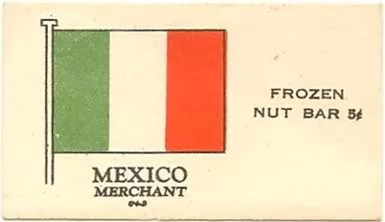 MEXICO
MERCHANT
FROZEN
NUT BAR 5¢